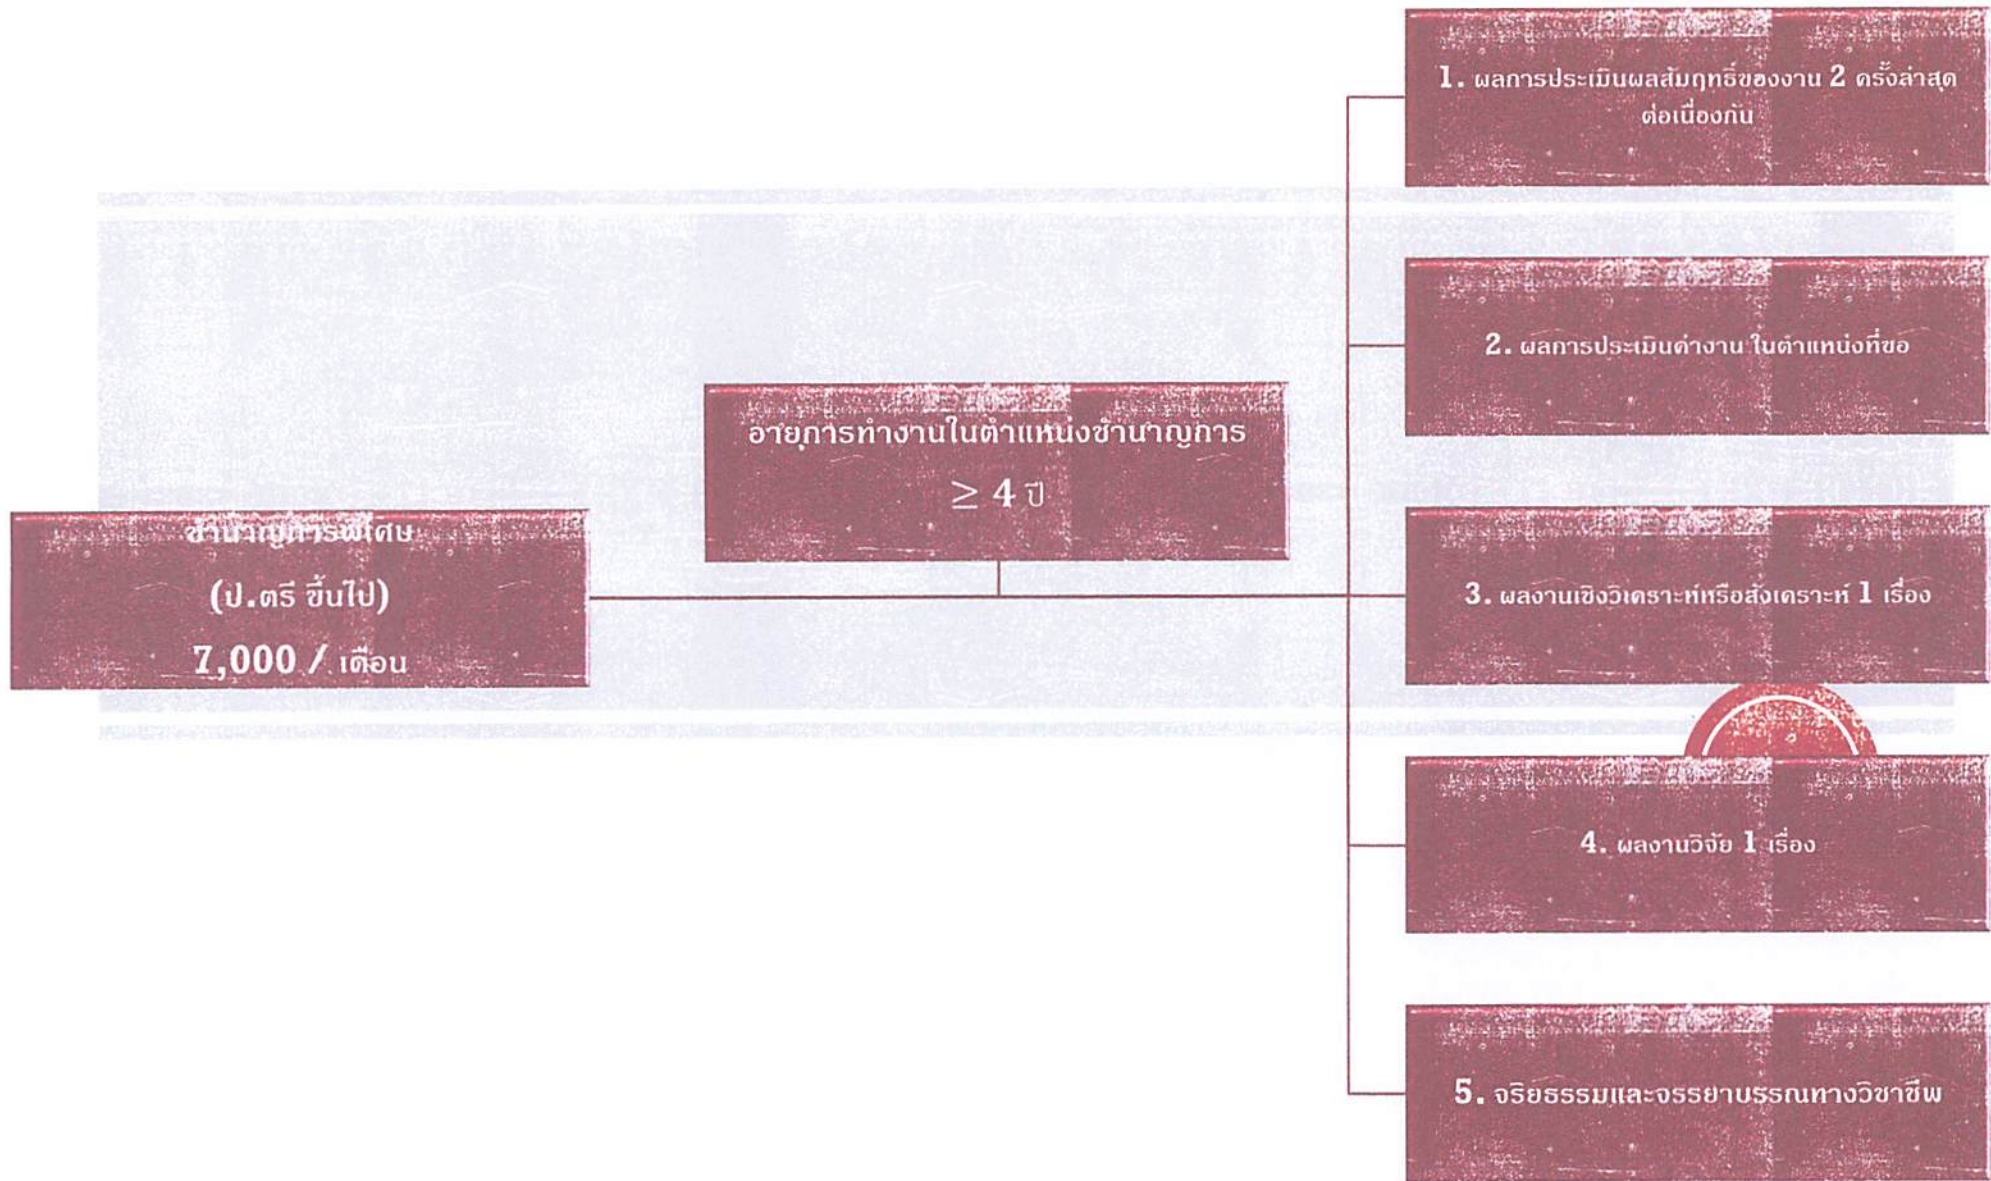 ชำนาญการพิเศษ
(ป.ตรี ขึ้นไป)
7,000 / เดือน
อายุการทำงานในตำแหน่งชำนาญการ
≥ 4 ปี
1. ผลการประเมินผลสัมฤทธิ์ของงาน 2 ครั้งล่าสุด
ต่อเนื่องกัน
2. ผลการประเมินค่างาน ในตำแหน่งที่ขอ
3. ผลงานเชิงวิเคราะห์หรือสังเคราะห์ 1 เรื่อง
4. ผลงานวิจัย 1 เรื่อง
5. จริยธรรมและจรรยาบรรณทางวิชาชีพ